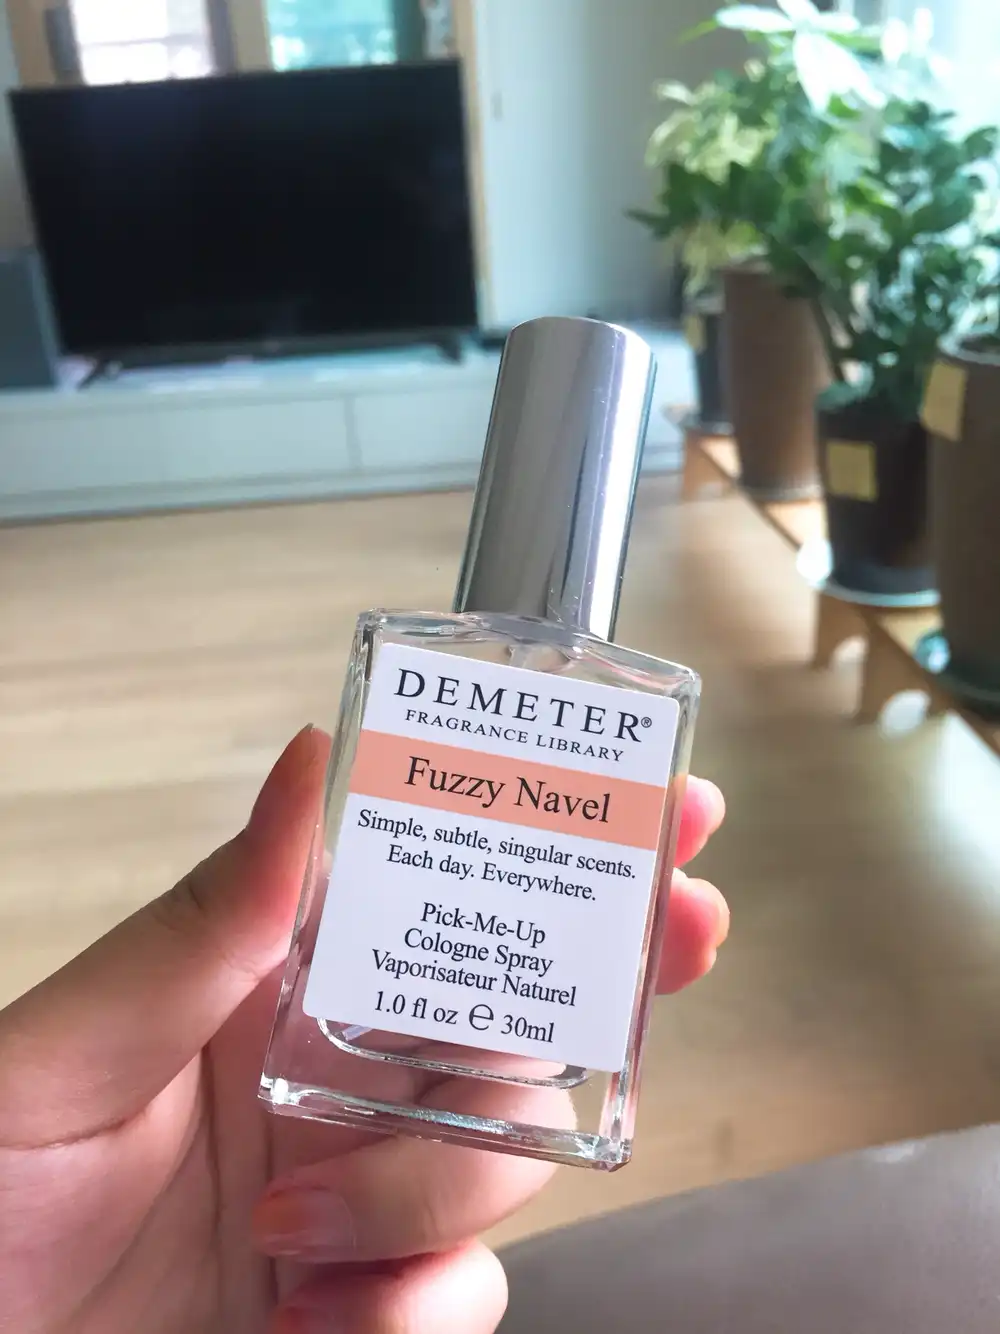 DEMETER®
FRAGRANCE LIBRARY
Fuzzy Navel
Simple, subtle, singular scents.
Each day. Everywhere.
Pick-Me-Up
Cologne Spray
Vaporisateur Naturel
1.0 fl oz ℮ 30ml